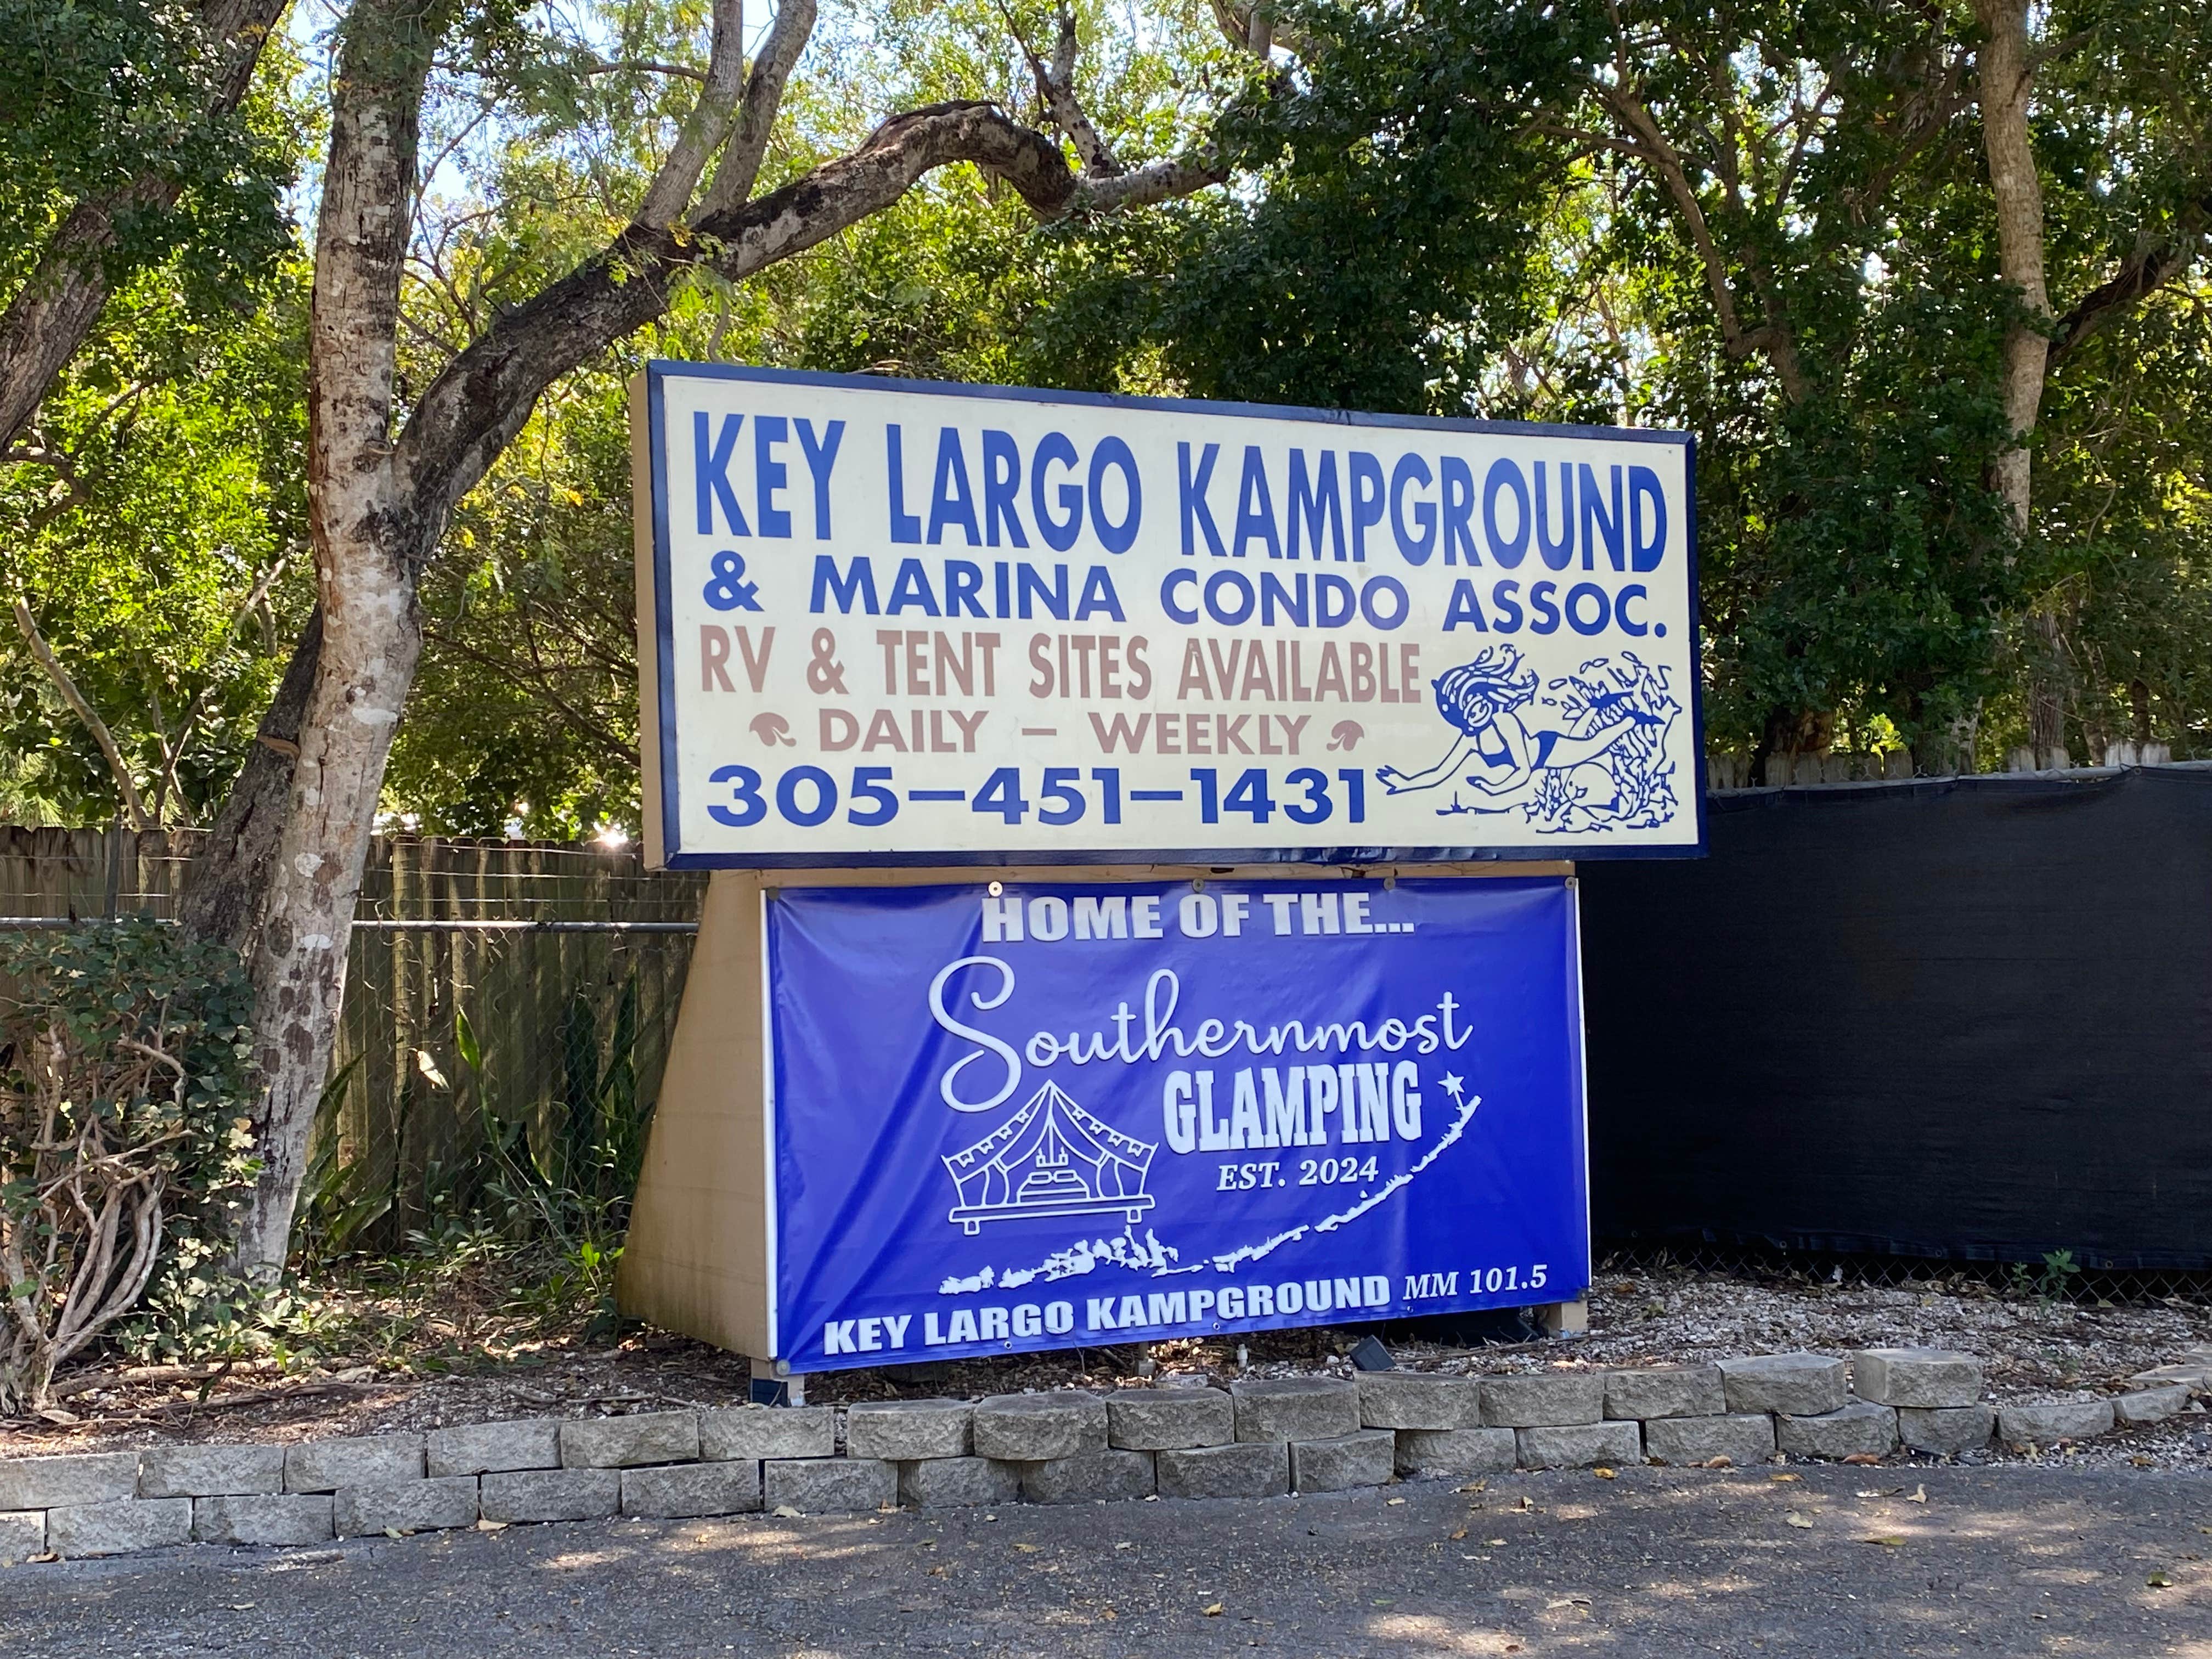 KEY LARGO KAMPGROUND
& MARINA CONDO ASSOC.
RV & TENT SITES AVAILABLE
DAILY – WEEKLY
305–451–1431
HOME OF THE...
Southernmost
GLAMPING
EST. 2024
KEY LARGO KAMPGROUND MM 101.5